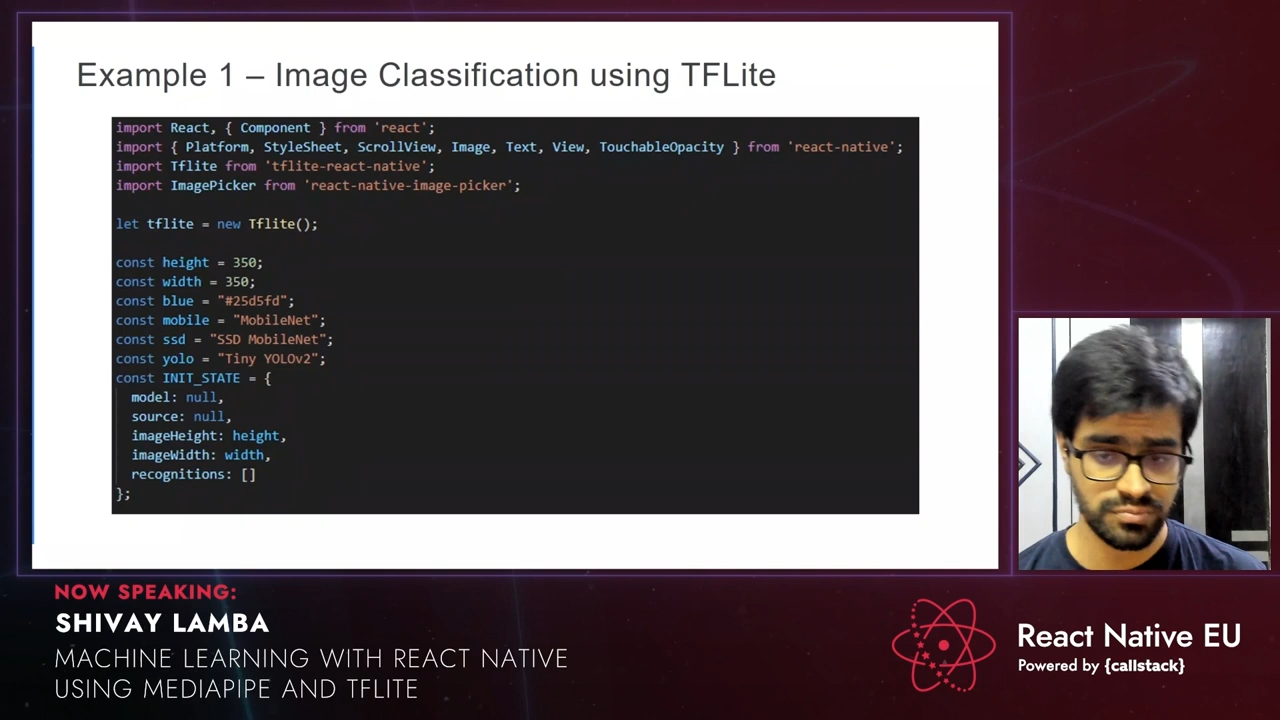 Example 1 – Image Classification using TFLite
import React, { Component } from 'react';
import { Platform, StyleSheet, ScrollView, Image, Text, View, TouchableOpacity } from 'react-native';
import Tflite from 'tflite-react-native';
import ImagePicker from 'react-native-image-picker';
let tflite = new Tflite();
const height = 350;
const width = 350;
const blue = "#25d5fd";
const mobile = "MobileNet";
const ssd = "SSD MobileNet";
const yolo = "Tiny YOLOv2";
const INIT_STATE = {
model: null,
source: null,
imageHeight: height,
imageWidth: width,
recognitions: []
};
NOW SPEAKING:
SHIVAY LAMBA
MACHINE LEARNING WITH REACT NATIVE
USING MEDIAPIPE AND TFLITE
React Native EU
Powered by {callstack}